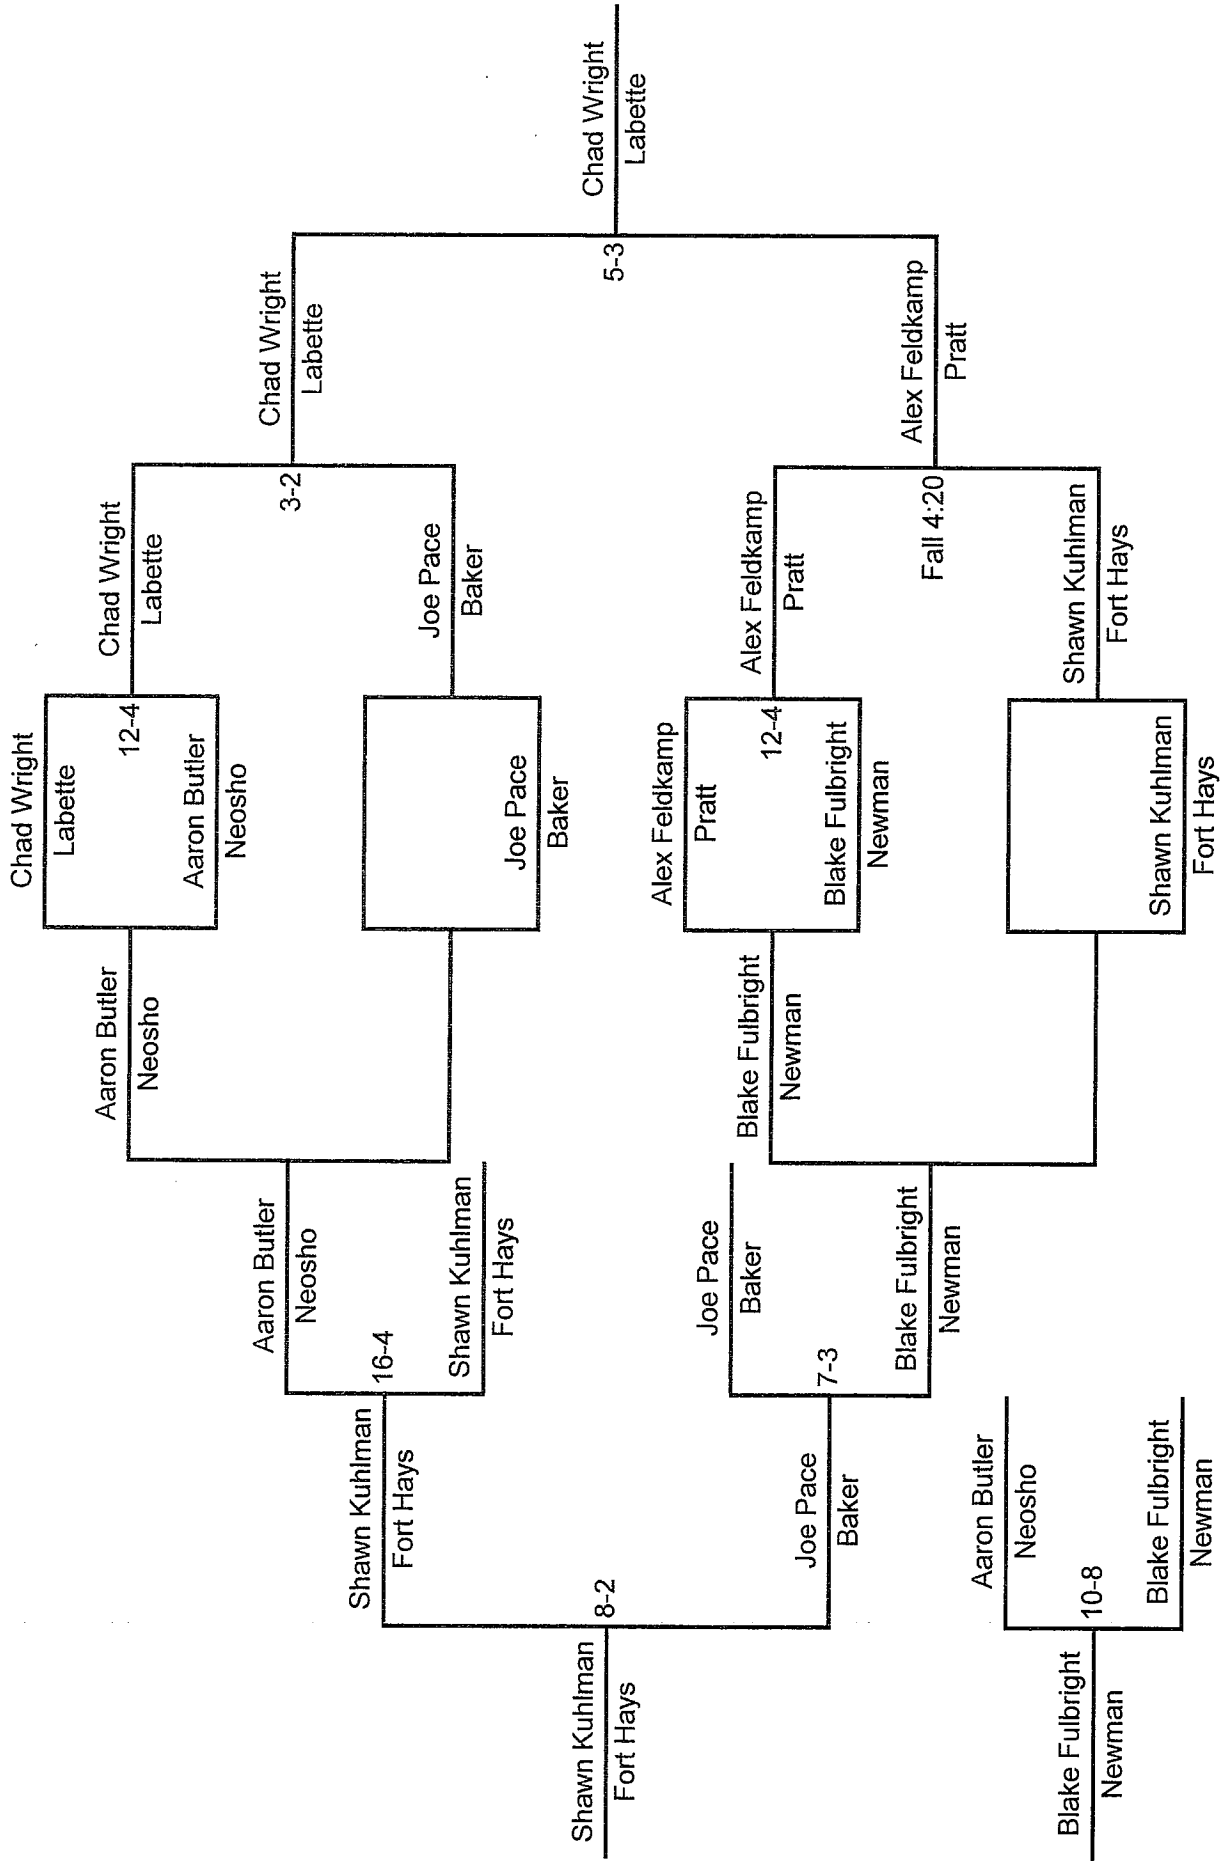 Chad Wright
Labette
12-4
Aaron Butler
Neosho
Joe Pace
Baker
Alex Feldkamp
Pratt
12-4
Blake Fulbright
Newman
Shawn Kuhlman
Fort Hays
Chad Wright
Labette
3-2
Joe Pace
Baker
Alex Feldkamp
Pratt
Fall 4:20
Shawn Kuhlman
Fort Hays
Chad Wright
Labette
5-3
Alex Feldkamp
Pratt
Chad Wright
Labette
Aaron Butler
Neosho
Blake Fulbright
Newman
Aaron Butler
Neosho
16-4
Shawn Kuhlman
Fort Hays
Joe Pace
Baker
7-3
Blake Fulbright
Newman
Shawn Kuhlman
Fort Hays
8-2
Joe Pace
Baker
Shawn Kuhlman
Fort Hays
Aaron Butler
Neosho
10-8
Blake Fulbright
Newman
Blake Fulbright
Newman